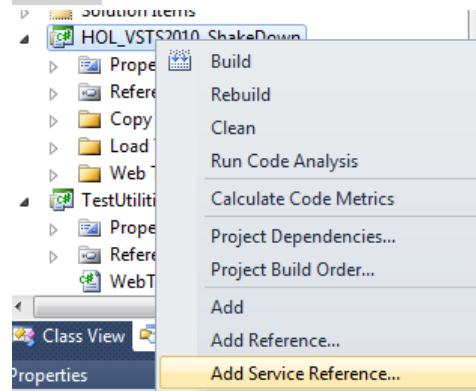 Solution Items
HOL_VSTS2010_ShakeDown
Build
Prope
Refere
Rebuild
Copy
Clean
Load
Run Code Analysis
Web T
Calculate Code Metrics
TestUtiliti
Prope
Project Dependencies...
Refere
Project Build Order...
WebT
Add
Class View
Add Reference...
Properties
Add Service Reference...